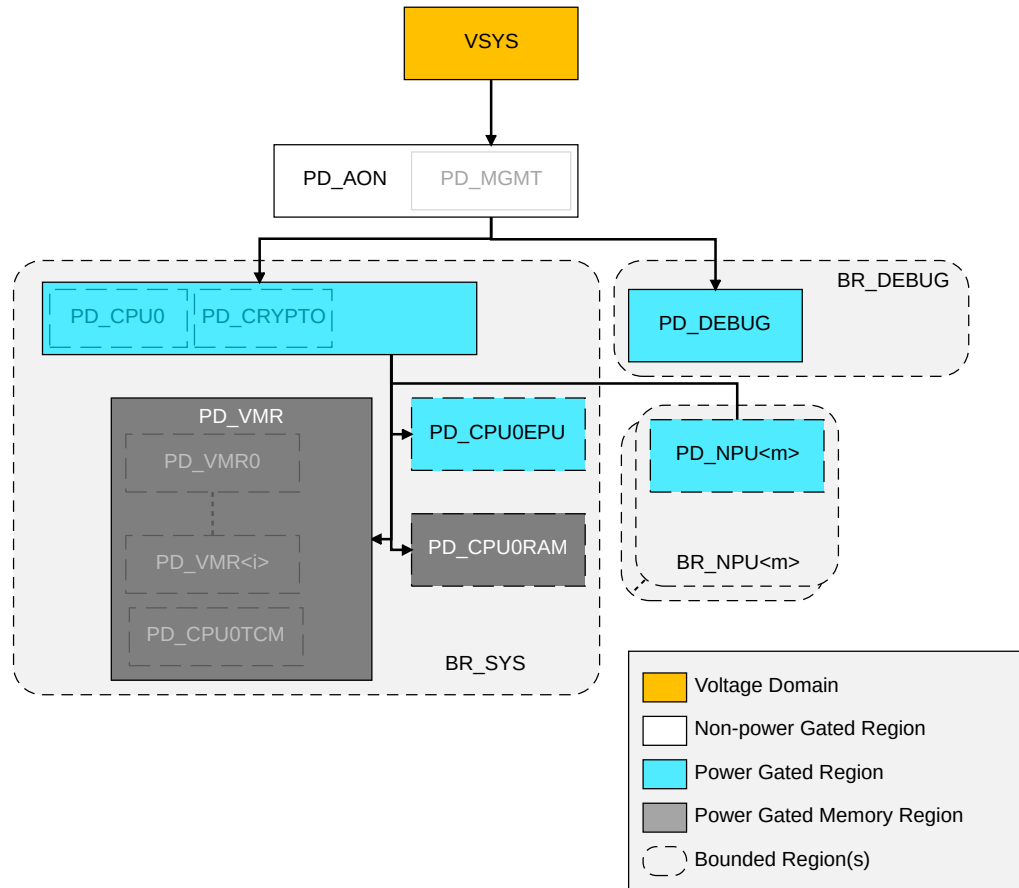 VSYS
PD_AON
PD_MGMT
BR_DEBUG
PD_CPU0
PD_CRYPTO
PD_DEBUG
PD_VMR
PD_VMR0
PD_VMR<i>
PD_CPU0TCM
PD_CPU0EPU
PD_CPU0RAM
BR_SYS
PD_NPU<m>
BR_NPU<m>
Voltage Domain
Non-power Gated Region
Power Gated Region
Power Gated Memory Region
Bounded Region(s)